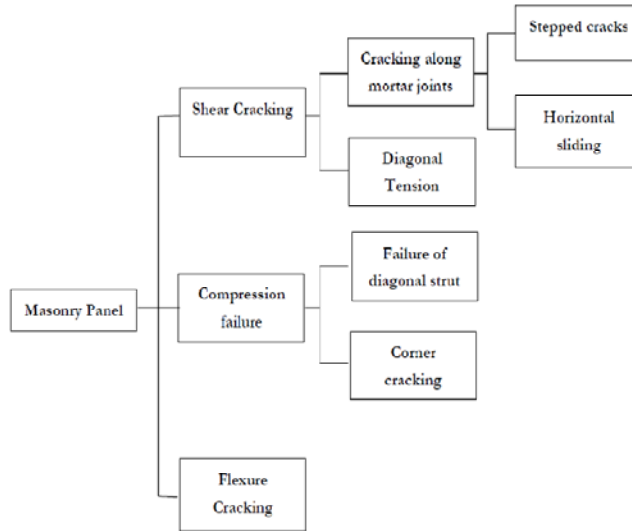 Stepped cracks
Cracking along
mortar joints
Shear Cracking
Horizontal
sliding
Diagonal
Tension
Failure of
diagonal strut
Masonry Panel
Compression
failure
Corner
cracking
Flexure
Cracking